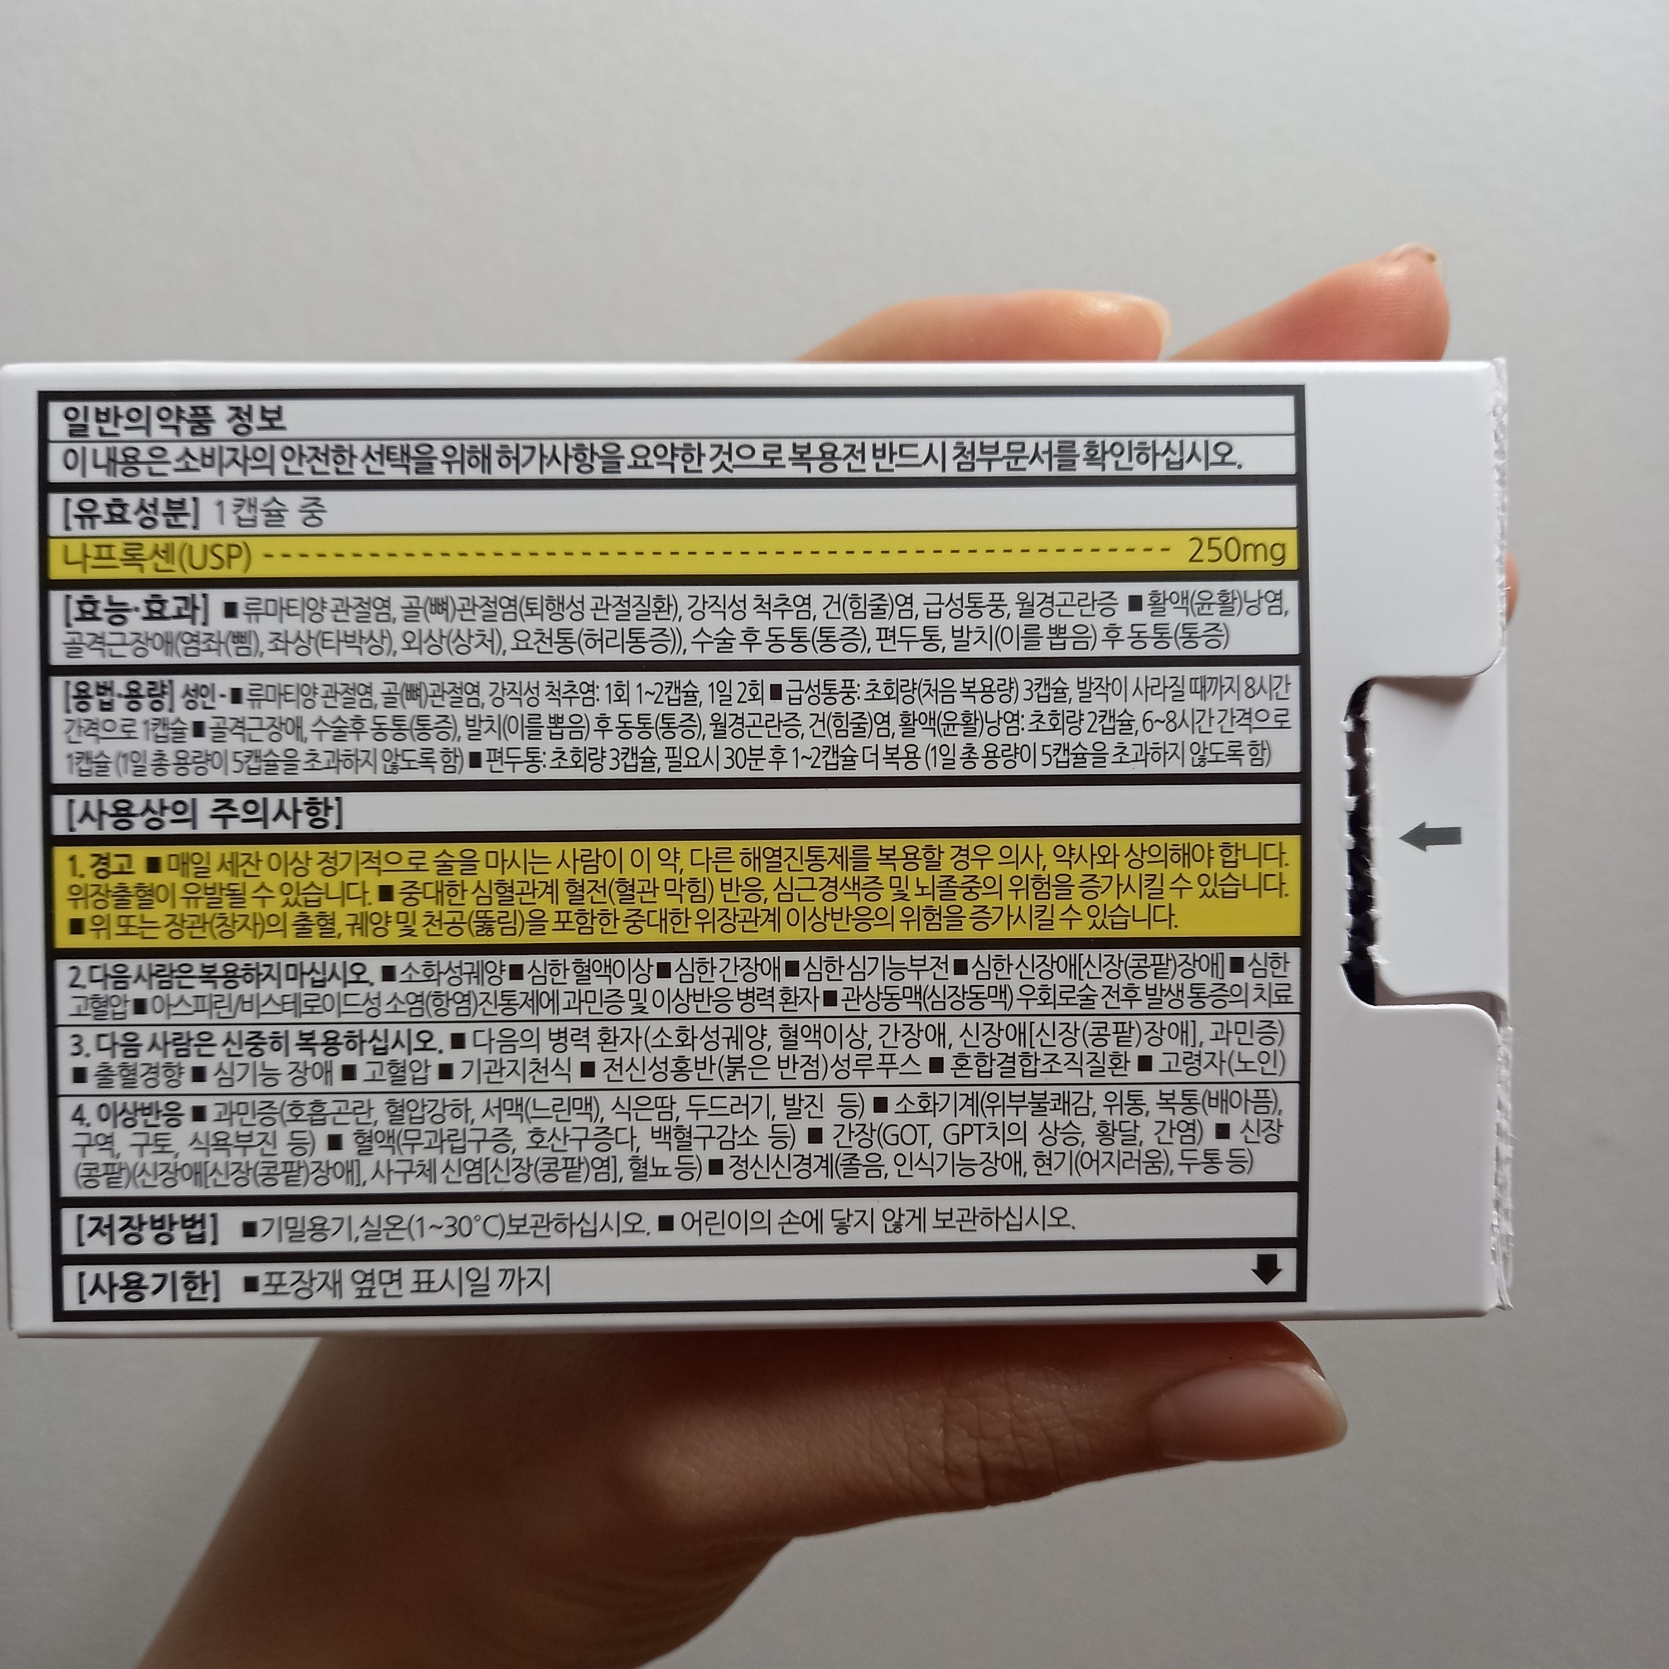 일반의약품 정보
이 내용은 소비자의 안전한 선택을 위해 허가사항을 요약한 것으로 복용전 반드시 첨부문서를 확인하십시오.
[유효성분] 1캡슐 중
나프록센(USP) ------------------------------------------------ 250mg
[효능·효과] ■ 류마티양 관절염, 골(뼈)관절염(퇴행성 관절질환), 강직성 척추염, 건(힘줄)염, 급성통풍, 월경곤란증 ■ 활액(윤활)낭염,
골격근장애(염좌(삠), 좌상(타박상), 외상(상처), 요천통(허리통증)), 수술 후 동통(통증), 편두통, 발치(이를 뽑음) 후 동통(통증)
[용법·용량] 성인 - ■ 류마티양 관절염, 골(뼈)관절염, 강직성 척추염: 1회 1~2캡슐, 1일 2회 ■ 급성통풍: 초회량(처음 복용량) 3캡슐, 발작이 사라질 때까지 8시간
간격으로 1캡슐 ■ 골격근장애, 수술후 동통(통증), 발치(이를 뽑음) 후 동통(통증), 월경곤란증, 건(힘줄)염, 활액(윤활)낭염: 초회량 2캡슐, 6~8시간 간격으로
1캡슐 (1일 총 용량이 5캡슐을 초과하지 않도록 함) ■ 편두통: 초회량 3캡슐, 필요시 30분 후 1~2캡슐 더 복용 (1일 총 용량이 5캡슐을 초과하지 않도록 함)
[사용상의 주의사항]
1. 경고 ■ 매일 세잔 이상 정기적으로 술을 마시는 사람이 이 약, 다른 해열진통제를 복용할 경우 의사, 약사와 상의해야 합니다.
위장출혈이 유발될 수 있습니다. ■ 중대한 심혈관계 혈전(혈관 막힘) 반응, 심근경색증 및 뇌졸중의 위험을 증가시킬 수 있습니다.
■ 위 또는 장관(창자)의 출혈, 궤양 및 천공(뚫림)을 포함한 중대한 위장관계 이상반응의 위험을 증가시킬 수 있습니다.
2. 다음 사람은 복용하지 마십시오. ■ 소화성궤양 ■ 심한 혈액이상 ■ 심한 간장애 ■ 심한 심기능부전 ■ 심한 신장애[신장(콩팥)장애] ■ 심한
고혈압 ■ 아스피린/비스테로이드성 소염(항염)진통제에 과민증 및 이상반응 병력 환자 ■ 관상동맥(심장동맥) 우회로술 전후 발생 통증의 치료
3. 다음 사람은 신중히 복용하십시오. ■ 다음의 병력 환자(소화성궤양, 혈액이상, 간장애, 신장애[신장(콩팥)장애], 과민증)
■ 출혈경향 ■ 심기능 장애 ■ 고혈압 ■ 기관지천식 ■ 전신성홍반(붉은 반점)성루푸스 ■ 혼합결합조직질환 ■ 고령자(노인)
4. 이상반응 ■ 과민증(호흡곤란, 혈압강하, 서맥(느린맥), 식은땀, 두드러기, 발진 등) ■ 소화기계(위부불쾌감, 위통, 복통(배아픔),
구역, 구토, 식욕부진 등) ■ 혈액(무과립구증, 호산구증다, 백혈구감소 등) ■ 간장(GOT, GPT치의 상승, 황달, 간염) ■ 신장
(콩팥)(신장애[신장(콩팥)장애], 사구체 신염[신장(콩팥)염], 혈뇨 등) ■ 정신신경계(졸음, 인식기능장애, 현기(어지러움), 두통 등)
[저장방법] ■기밀용기,실온(1~30°C)보관하십시오. ■ 어린이의 손에 닿지 않게 보관하십시오.
[사용기한] ■포장재 옆면 표시일 까지